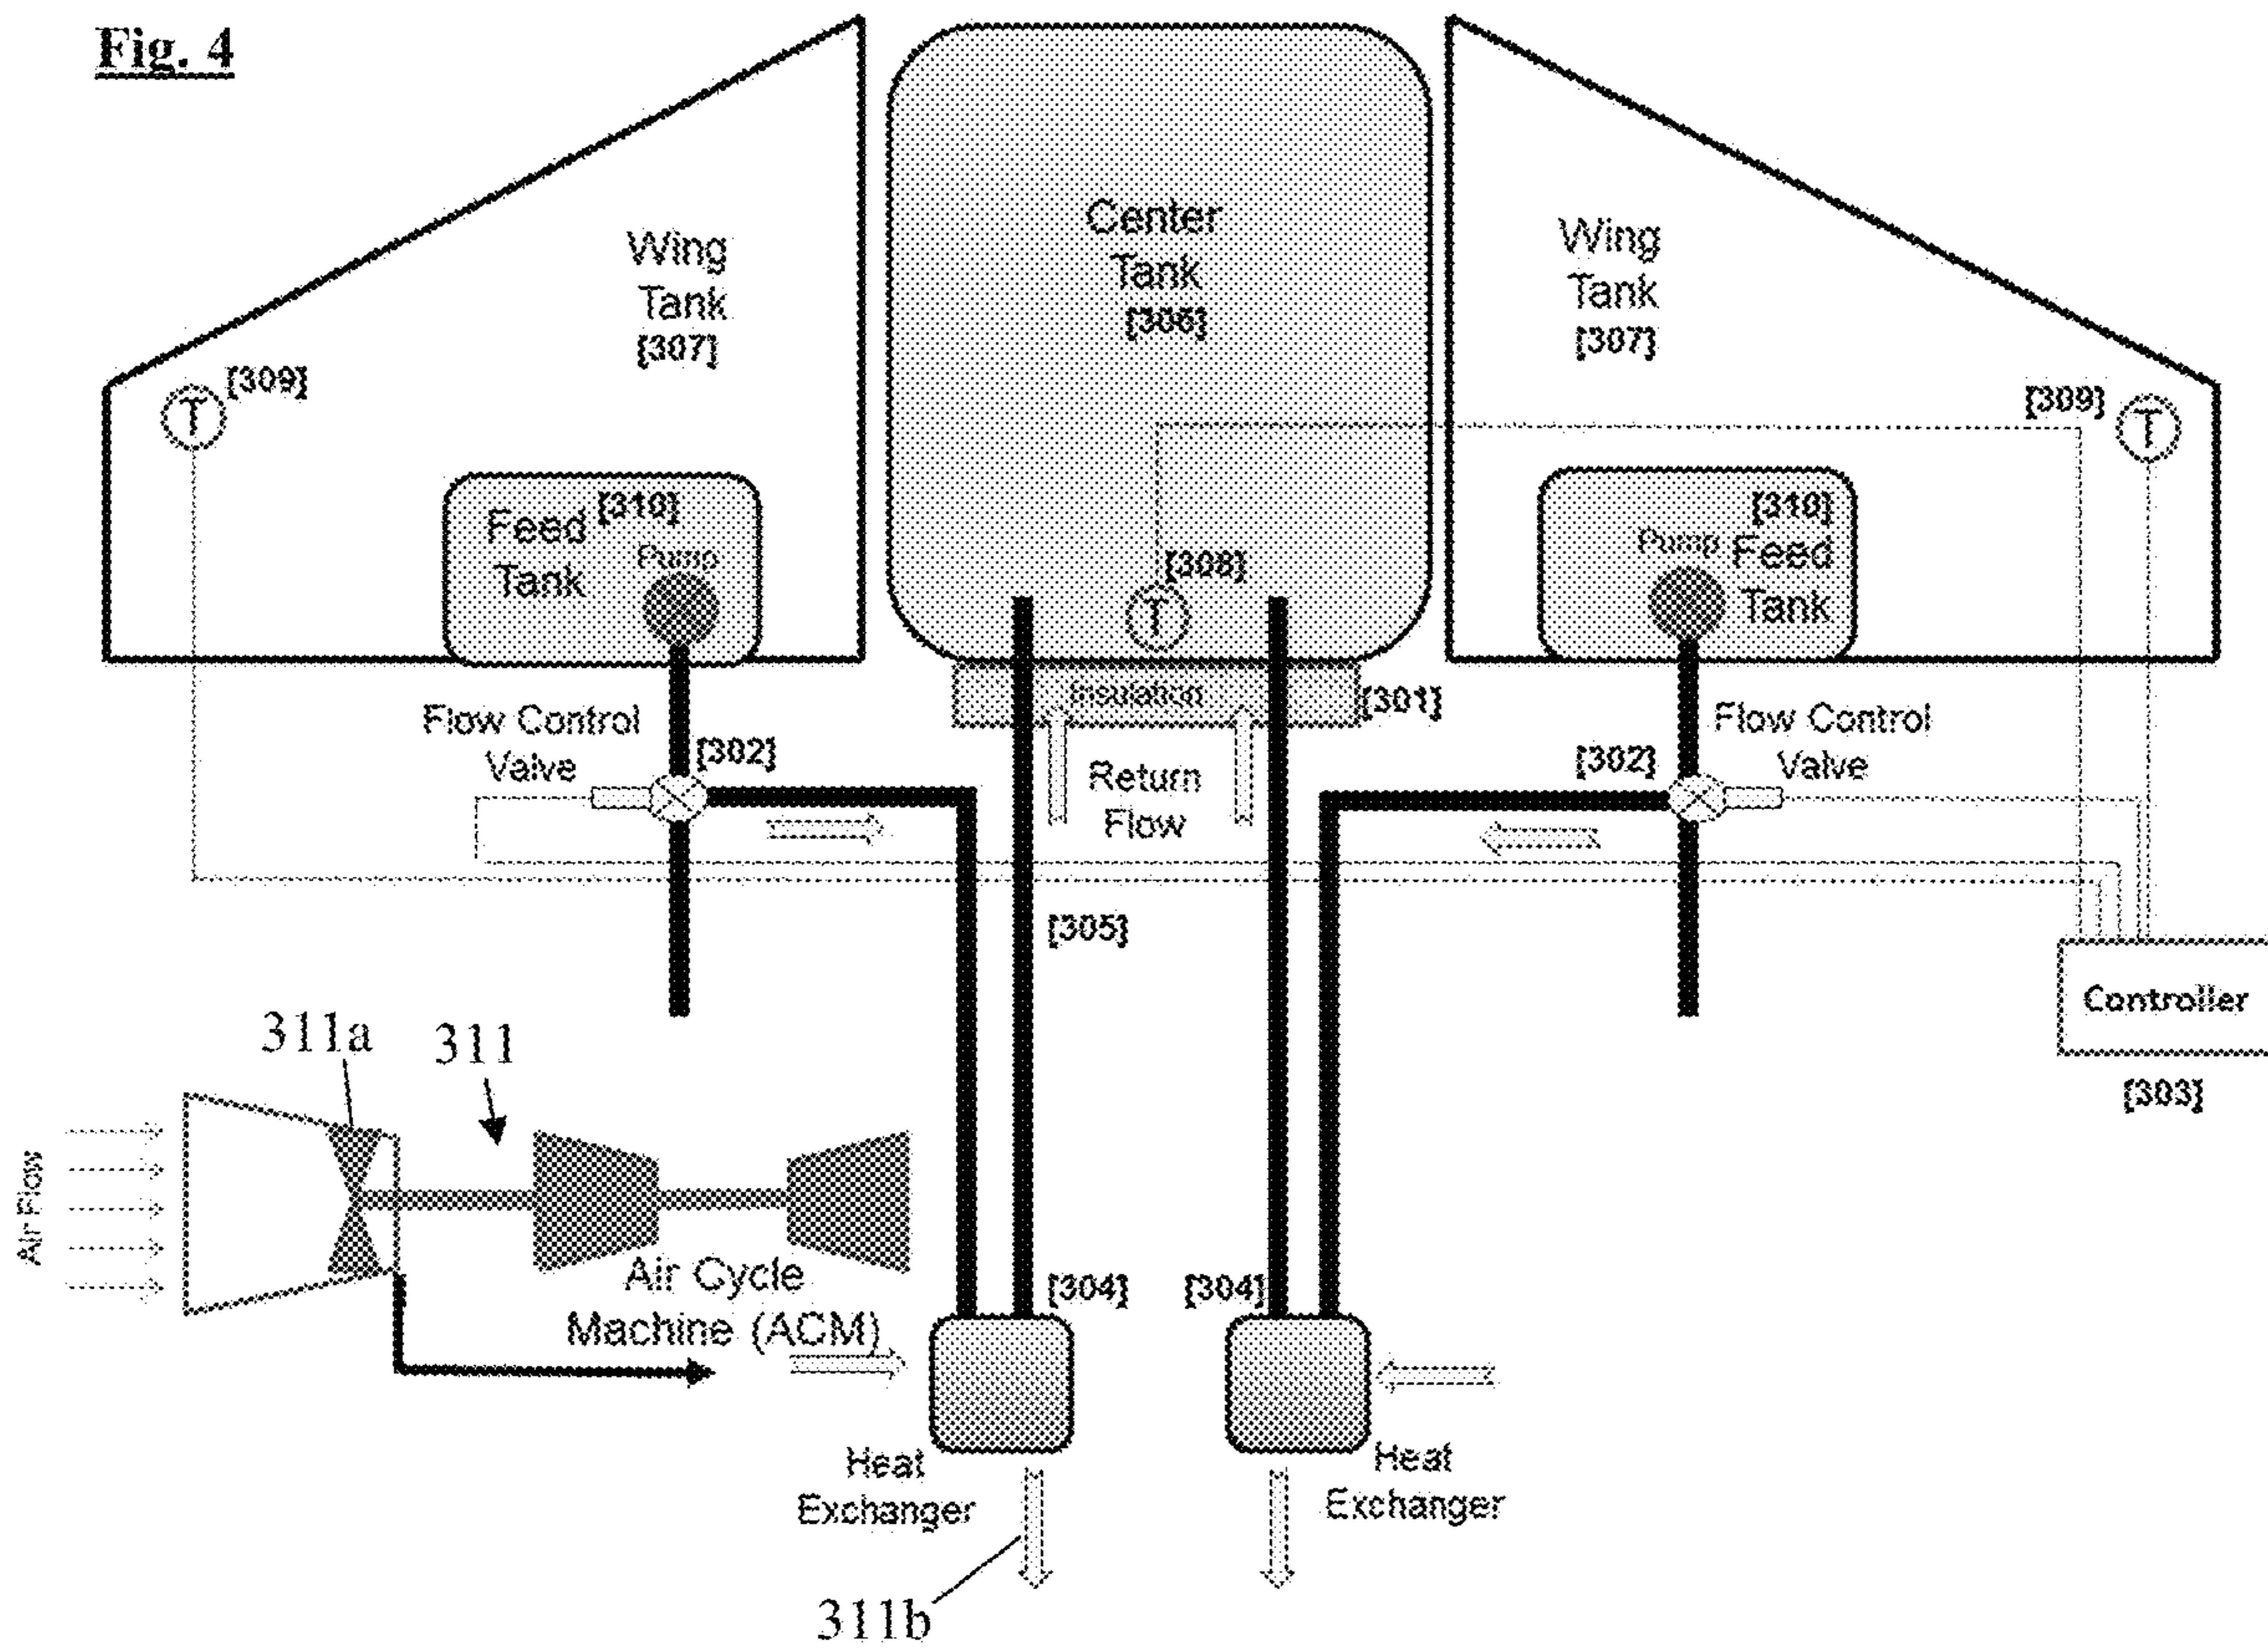 Fig. 4
Wing
Tank
[307]
Center
Tank
[306]
Wing
Tank
[307]
[309]
T
[309]
T
Feed
Tank
[310]
Pump
[308]
T
[310]
Pump
Feed
Tank
Insulation
[301]
Flow Control
Valve
[302]
Return
Flow
[302]
Flow Control
Valve
[305]
Controller
[303]
311a
311
Air Flow
Air Cycle
Machine (ACM)
[304]
[304]
Heat
Exchanger
Heat
Exchanger
311b